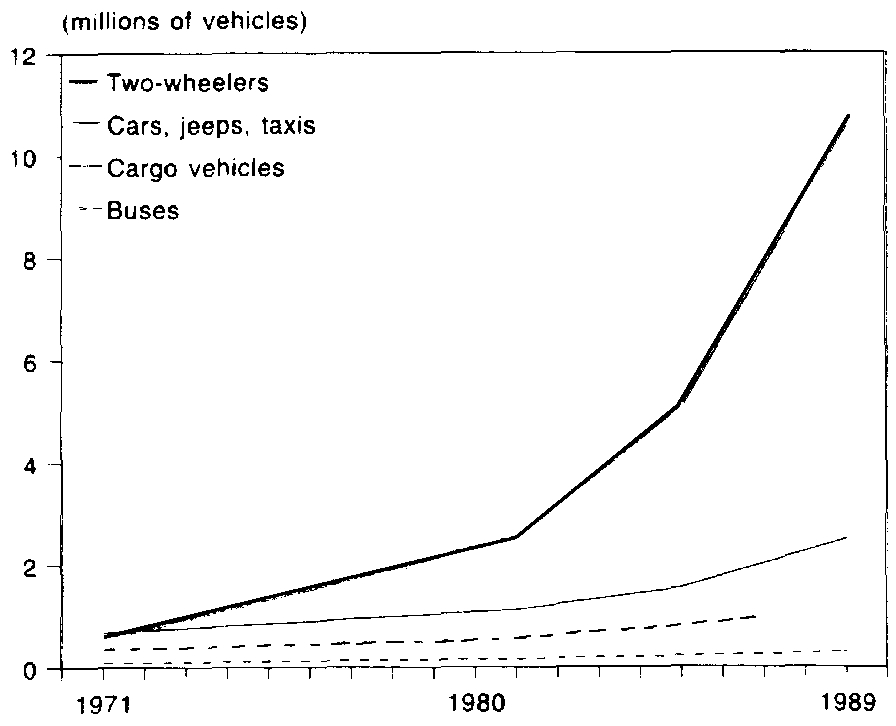 (millions of vehicles)
12
Two-wheelers
Cars, jeeps, taxis
10
Cargo vehicles
Buses
8
6
4
2
0
1971 1980 1989